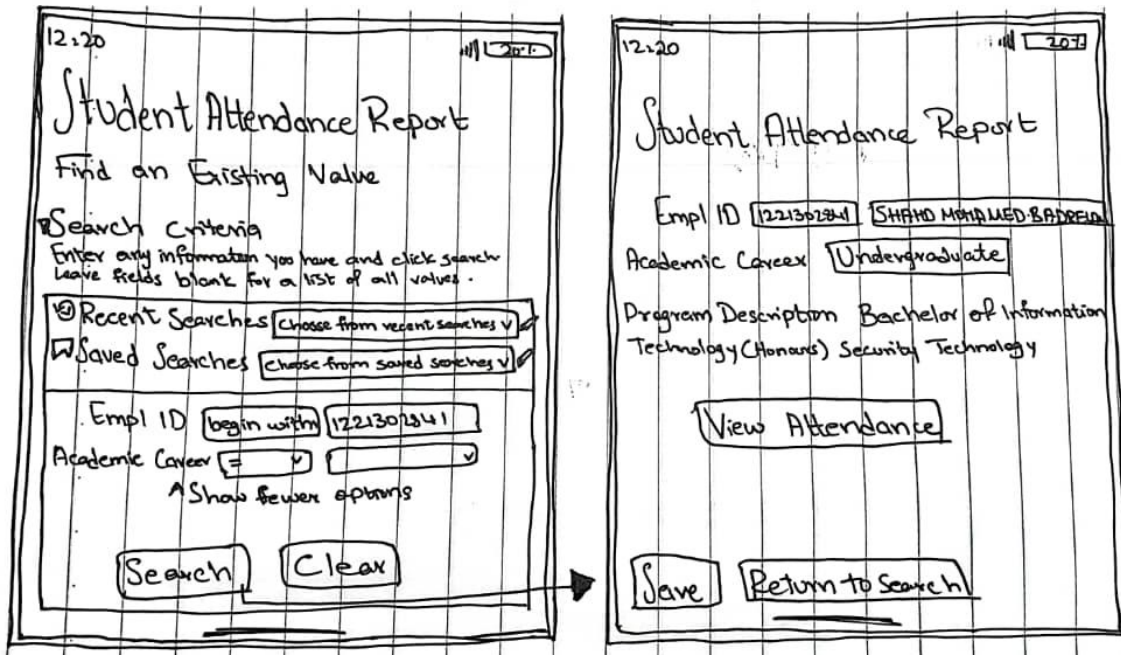 12:20
20%
Student Attendance Report
Find an Existing Value
Search Criteria
Enter any information you have and click search
Leave fields blank for a list of all values.
Recent Searches Choose from recent searches
Saved Searches Choose from saved searches
Empl ID begin with 1221302841
Academic Career =
^ Show fewer options
Search Clear
12:20
20%
Student Attendance Report
Empl ID 1221302841 SHAHD MOHAMED BADRELD
Academic Career Undergraduate
Program Description Bachelor of Information
Technology (Honours) Security Technology
View Attendance
Save Return to Search